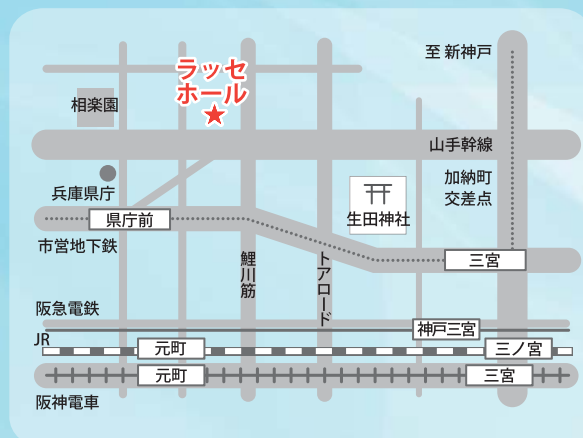 至 新神戸
ラッセ
ホール
相楽園
山手幹線
加納町
交差点
兵庫県庁
生田神社
県庁前
市営地下鉄
三宮
鯉川筋
トアロード
阪急電鉄
神戸三宮
JR
元町
三ノ宮
元町
三宮
阪神電車